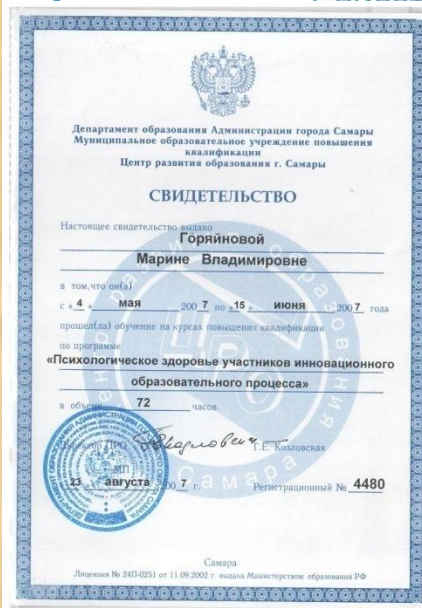 Департамент образования Администрации города Самары
Муниципальное образовательное учреждение повышения
квалификации
Центр развития образования г. Самары
СВИДЕТЕЛЬСТВО
Настоящее свидетельство выдано
Горяйновой
Марине Владимировне
в том,что он(а)
с « 4 » мая 200 7 по « 15 » июня 200 7 года
прошел(ла) обучение на курсах повышения квалификации
по программе
«Психологическое здоровье участников инновационного
образовательного процесса»
в объеме 72 часов.
ЦРО Г.Е. Козловская
МП
23 августа 200 7 г. Регистрационный № 4480
Самара
Лицензия № 24П-0251 от 11.09.2002 г. выдана Министерством образования РФ